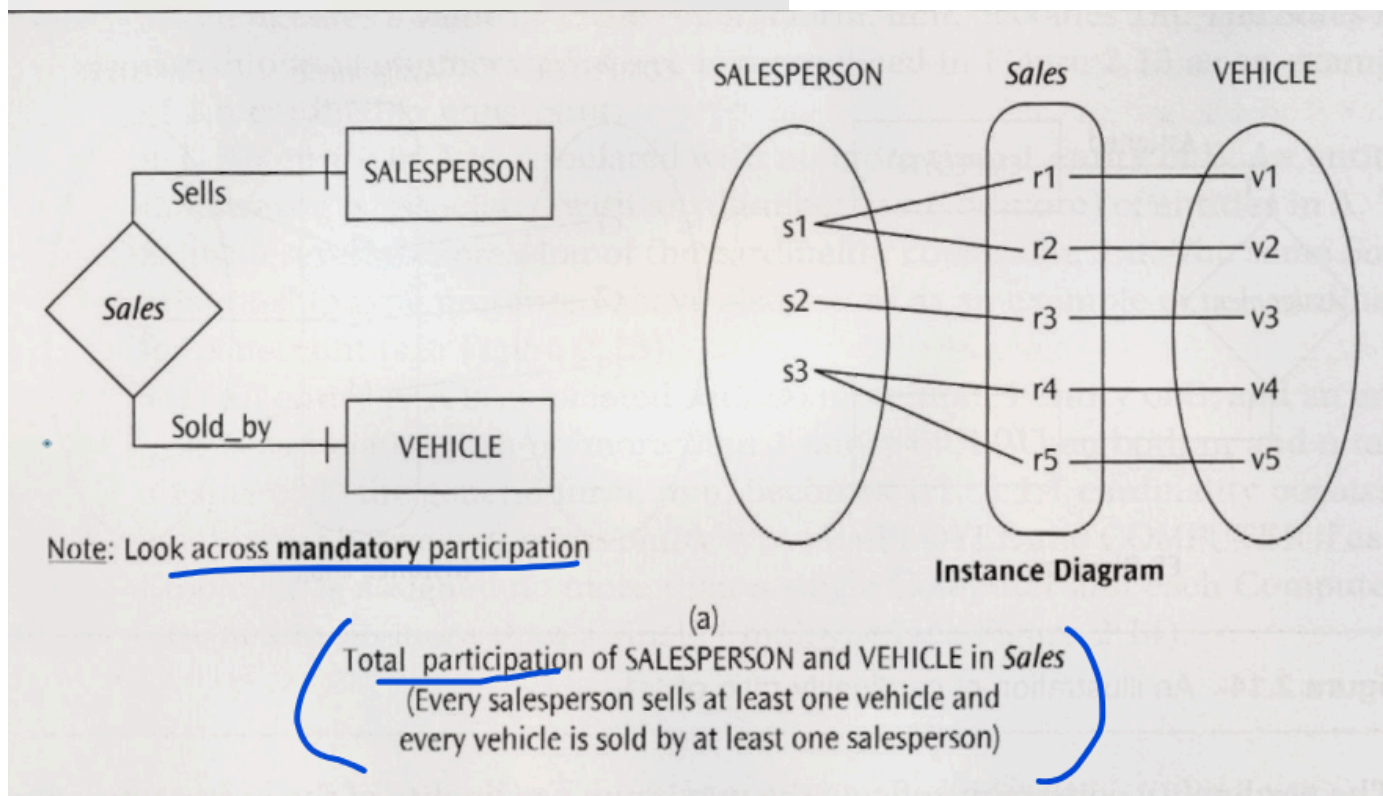 SALESPERSON Sales VEHICLE
Sells
SALESPERSON
Sales
Sold_by
VEHICLE
Note: Look across mandatory participation
s1
s2
s3
r1
r2
r3
r4
r5
v1
v2
v3
v4
v5
Instance Diagram
(a)
Total participation of SALESPERSON and VEHICLE in Sales
(Every salesperson sells at least one vehicle and
every vehicle is sold by at least one salesperson)